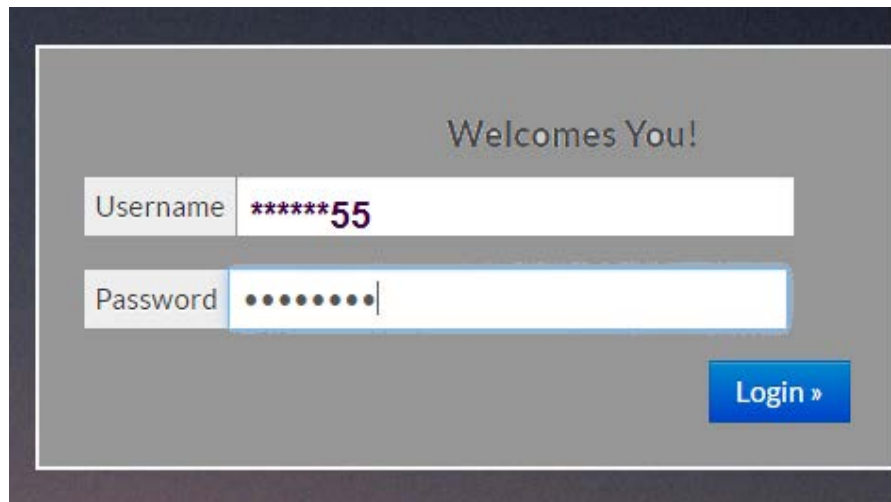 Welcomes You!
Username ******55
Password ••••••••
Login »